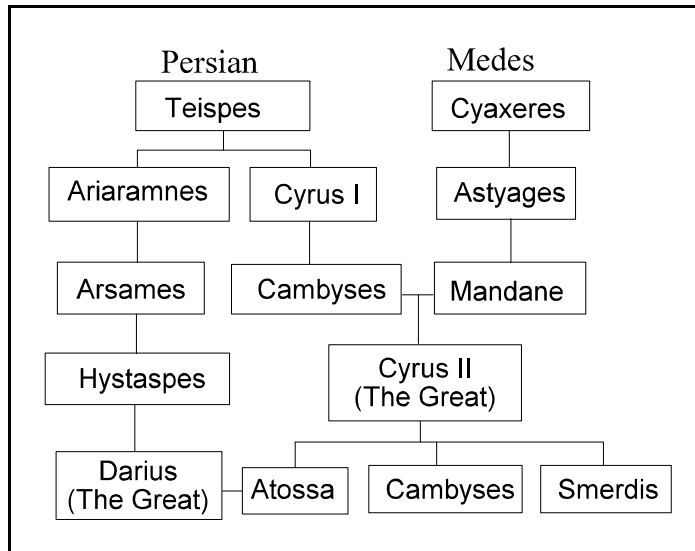 Persian
Medes
Teispes
Cyaxeres
Ariaramnes
Cyrus I
Astyages
Arsames
Cambyses
Mandane
Hystaspes
Cyrus II
(The Great)
Darius
(The Great)
Atossa
Cambyses
Smerdis